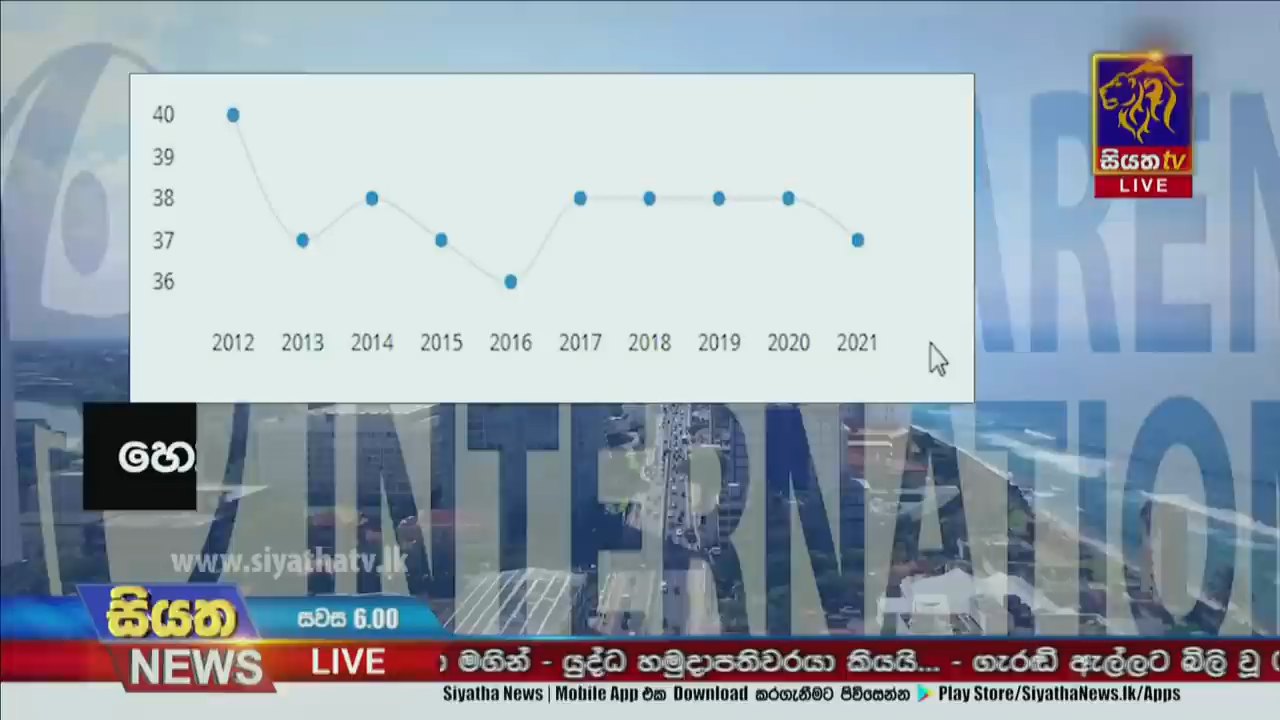 40
39
38
37
36
2012 2013 2014 2015 2016 2017 2018 2019 2020 2021
සියත tv
LIVE
INTERNATIO
www.siyathatv.lk
සියත
සවස 6.00
NEWS
LIVE
මගින් - යුද්ධ හමුදාපතිවරයා කියයි... - ගැරඬි ඇල්ලට බිලි වූ
Siyatha News | Mobile App එක Download කරගැනීමට පිවිසෙන්න Play Store/SiyathaNews.lk/Apps